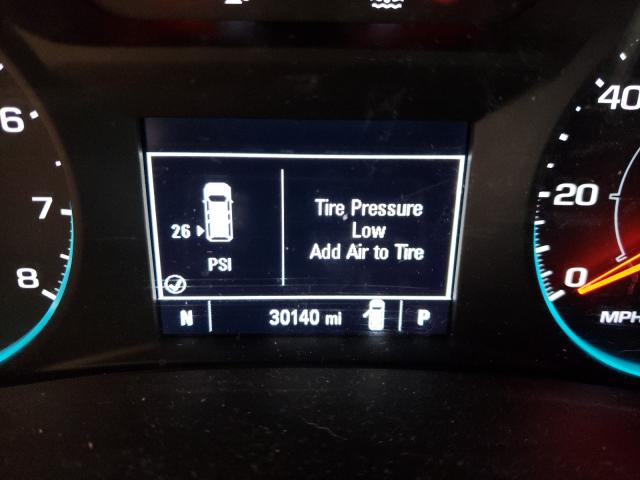 6
7
8
26
PSI
Tire Pressure
Low
Add Air to Tire
N
30140 mi
P
40
20
0
MPH